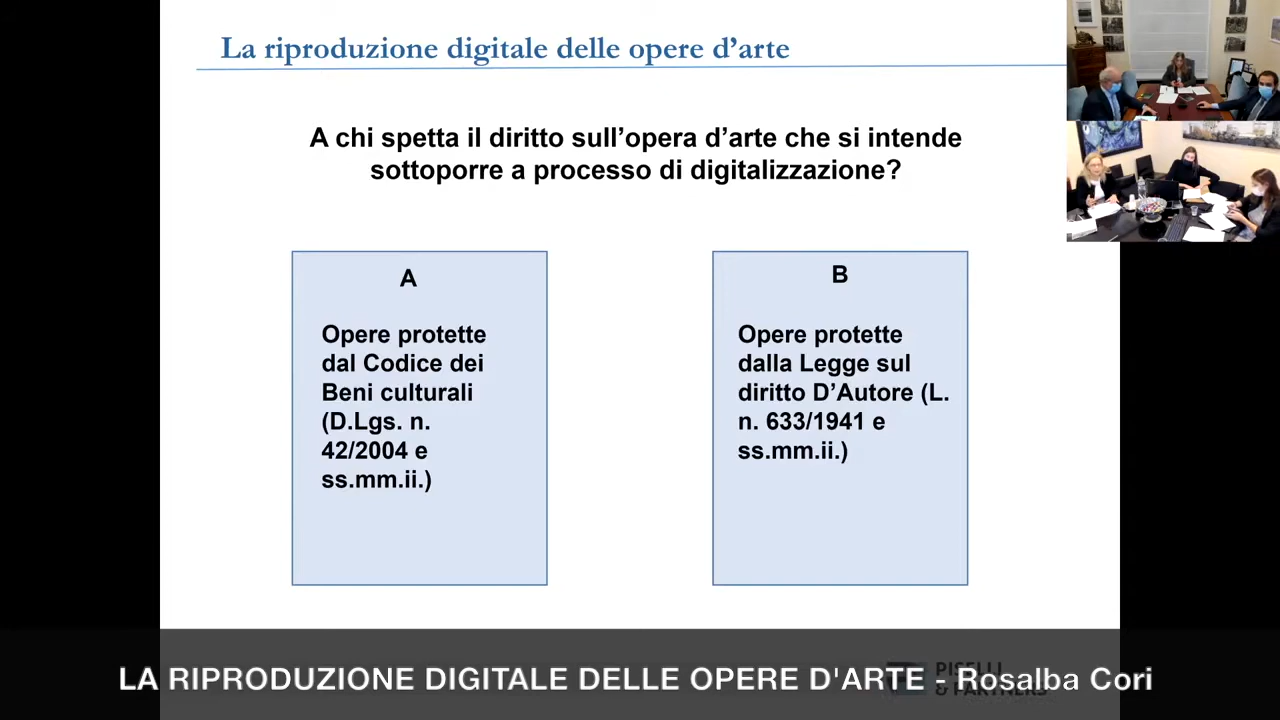 La riproduzione digitale delle opere d'arte
A chi spetta il diritto sull'opera d'arte che si intende
sottoporre a processo di digitalizzazione?
A
Opere protette
dal Codice dei
Beni culturali
(D.Lgs. n.
42/2004 e
ss.mm.ii.)
B
Opere protette
dalla Legge sul
diritto D'Autore (L.
n. 633/1941 e
ss.mm.ii.)
PISELLI
& PARTNERS
LA RIPRODUZIONE DIGITALE DELLE OPERE D'ARTE - Rosalba Cori